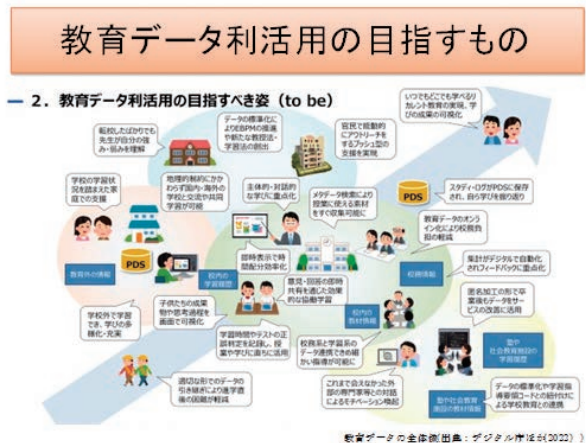 教育データ利活用の目指すもの
2．教育データ利活用の目指すべき姿（to be）
いつでもどこでも学べるリ
カレント教育の実現、学
びの成果の可視化
データの標準化に
よりEBPMの推進
や新たな教授法・
学習法の創出
官民で能動的
にアウトリーチを
するプッシュ型の
支援を実現
転校したばかりでも
先生が自分の強
み・弱みを理解
地理的制約にかか
わらず国内・海外の
学校と交流や共同
学習が可能
主体的・対話的
な学びに重点化
メタデータ検索により
授業に使える素材
をすぐ収集可能に
PDS
スタディ・ログがPDSに保存
され、自ら学びを振り返り
学校の学習状
況を踏まえた家
庭での支援
教育データのオンラ
イン化により校務負
担の軽減
即時表示で時
間配分効率化
PDS
教育外の情報
校内の
学習履歴
意見・回答の即時
共有を通じた効果
的な協働学習
校務情報
集計がデジタルで自動化
されフィードバックに重点化
学校外で学習
でき、学びの多
様化・充実
子供たちの成果
物や思考過程を
画面で可視化
校内の
教材情報
匿名加工の形で卒
業後もデータをサー
ビスの改善に活用
学習時間やテストの正
誤判定を記録し、授
業や学びに直ちに活用
校務系と学習系の
データ連携できめ細
かい指導が可能に
塾や
社会教育施設の
学習履歴
適切な形でのデータの
引き継ぎにより進学直
後の困難が軽減
これまで会えなかった外
部の専門家等との対話
によるモチベーション喚起
塾や社会教育
施設の教材情報
データの標準化や学習指
導要領コードとの紐付けによ
る学校教育との連携
教育データの全体像(出典：デジタル庁ほか(2022))